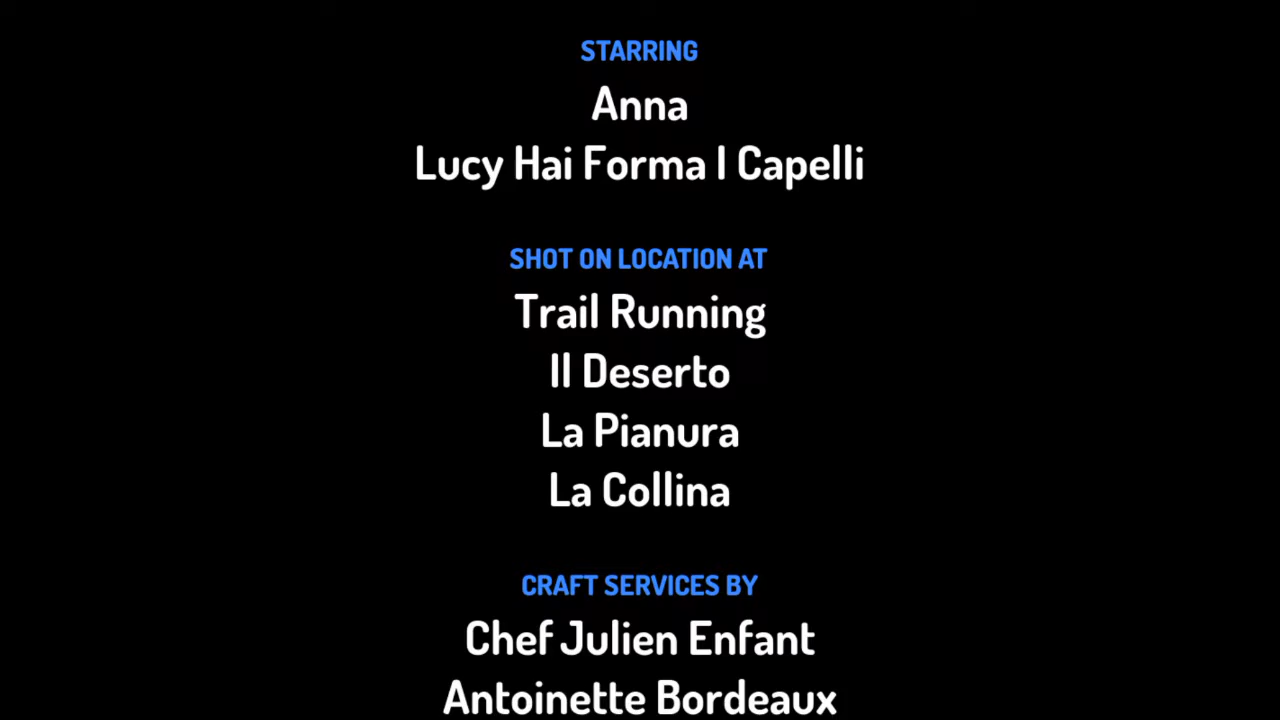 STARRING
Anna
Lucy Hai Forma I Capelli
SHOT ON LOCATION AT
Trail Running
Il Deserto
La Pianura
La Collina
CRAFT SERVICES BY
Chef Julien Enfant
Antoinette Bordeaux